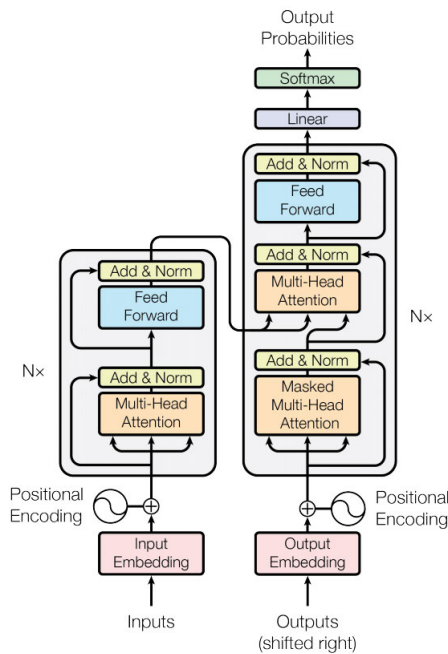 Output
Probabilities
Softmax
Linear
Add & Norm
Feed
Forward
Add & Norm
Multi-Head
Attention
Add & Norm
Masked
Multi-Head
Attention
N×
Add & Norm
Feed
Forward
Add & Norm
Multi-Head
Attention
N×
Positional
Encoding
Positional
Encoding
Input
Embedding
Output
Embedding
Inputs
Outputs
(shifted right)